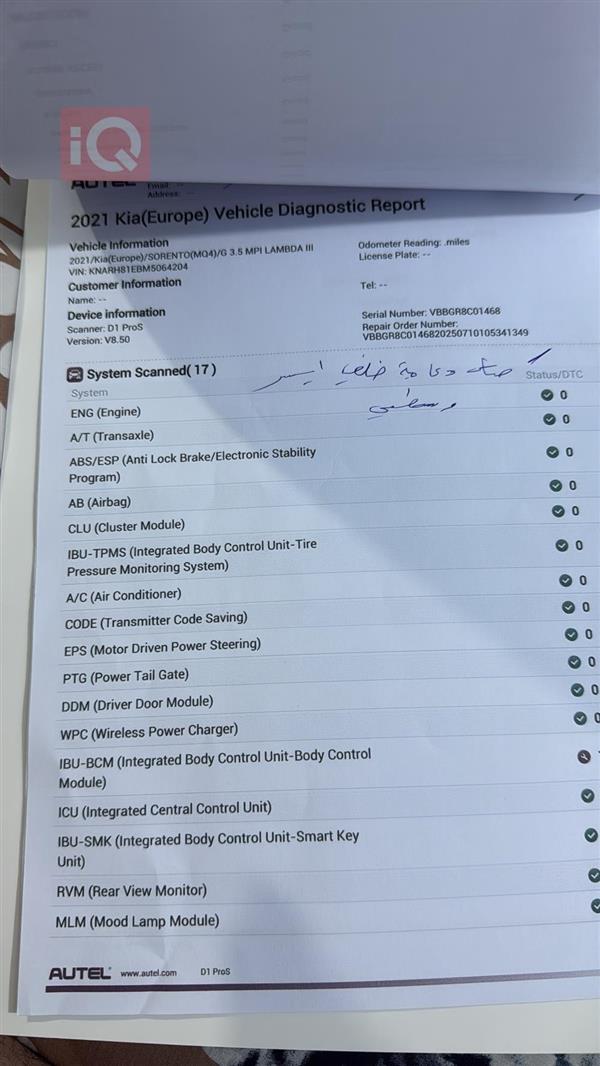 iQ
AUTEL
Email: --
Address: --
2021 Kia(Europe) Vehicle Diagnostic Report
Vehicle Information
2021/Kia(Europe)/SORENTO(MQ4)/G 3.5 MPI LAMBDA III
VIN: KNARH81EBM5064204
Odometer Reading: .miles
License Plate: --
Customer Information
Name: --
Tel: --
Device information
Scanner: D1 ProS
Version: V8.50
Serial Number: VBBGR8C01468
Repair Order Number:
VBBGR8C0146820250710105341349
System Scanned( 17 )
System Status/DTC
ENG (Engine) 0
A/T (Transaxle) 0
ABS/ESP (Anti Lock Brake/Electronic Stability
Program) 0
AB (Airbag) 0
CLU (Cluster Module) 0
IBU-TPMS (Integrated Body Control Unit-Tire
Pressure Monitoring System) 0
A/C (Air Conditioner) 0
CODE (Transmitter Code Saving) 0
EPS (Motor Driven Power Steering) 0
PTG (Power Tail Gate) 0
DDM (Driver Door Module) 0
WPC (Wireless Power Charger) 0
IBU-BCM (Integrated Body Control Unit-Body Control
Module)
ICU (Integrated Central Control Unit)
IBU-SMK (Integrated Body Control Unit-Smart Key
Unit)
RVM (Rear View Monitor)
MLM (Mood Lamp Module)
AUTEL www.autel.com D1 ProS